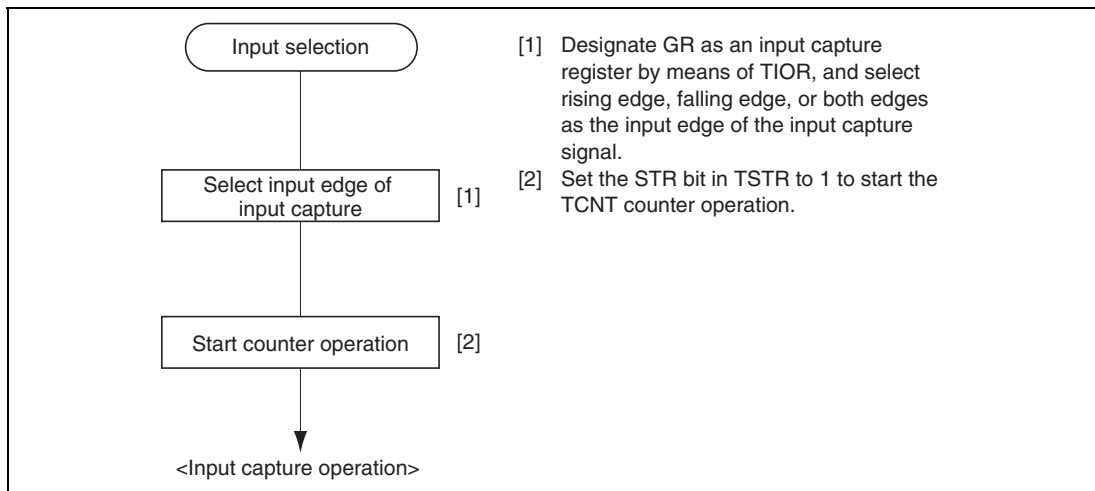 Input selection
Select input edge of
input capture
[1]
Start counter operation
[2]
<Input capture operation>
[1] Designate GR as an input capture
register by means of TIOR, and select
rising edge, falling edge, or both edges
as the input edge of the input capture
signal.
[2] Set the STR bit in TSTR to 1 to start the
TCNT counter operation.